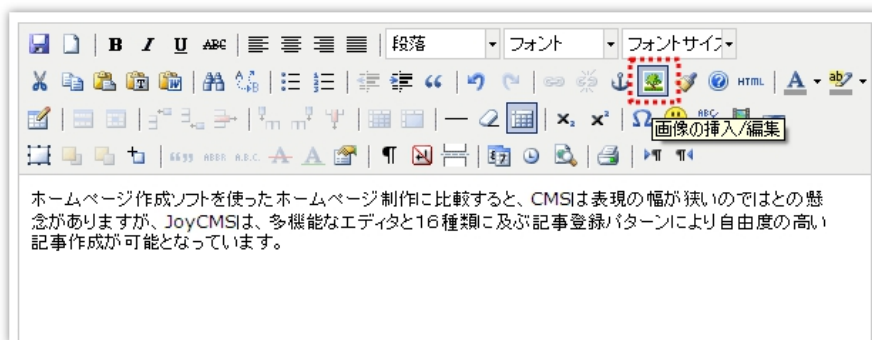 B I U ABC 段落 フォント フォントサイズ
HTML A ab
画像の挿入/編集
ABBR A.B.C. A A
ホームページ作成ソフトを使ったホームページ制作に比較すると、CMSは表現の幅が狭いのではとの懸
念がありますが、JoyCMSは、多機能なエディタと16種類に及ぶ記事登録パターンにより自由度の高い
記事作成が可能となっています。